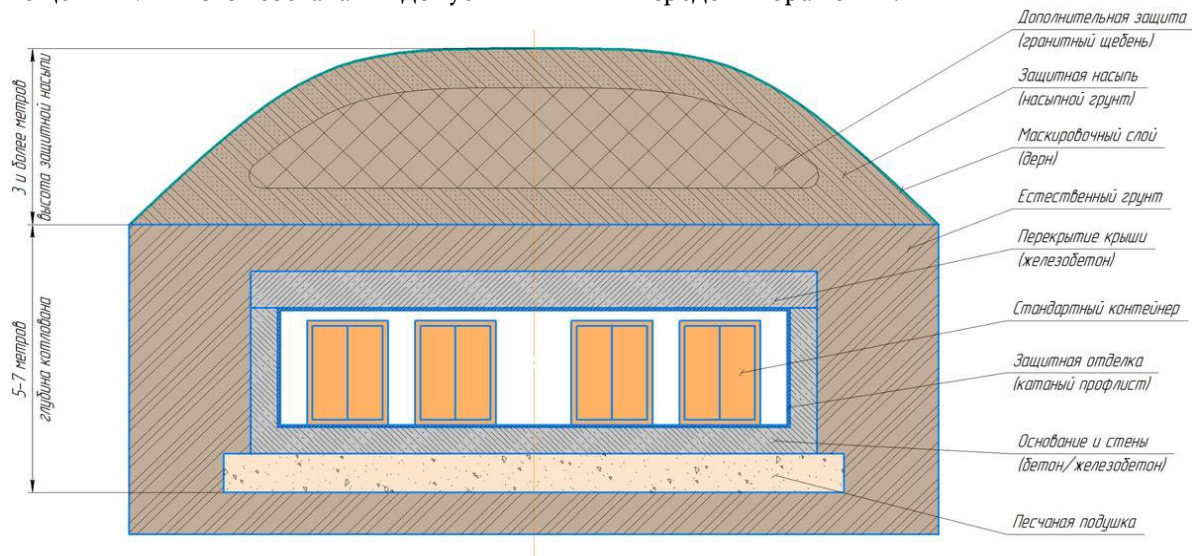 Дополнительная защита
(гранитный щебень)
Защитная насыпь
(насыпной грунт)
Маскировочный слой
(дерн)
Естественный грунт
Перекрытие крыши
(железобетон)
Стандартный контейнер
Защитная отделка
(катаный профлист)
Основание и стены
(бетон/железобетон)
Песчаная подушка
3 и более метров
высота защитной насыпи
5-7 метров
глубина котлована